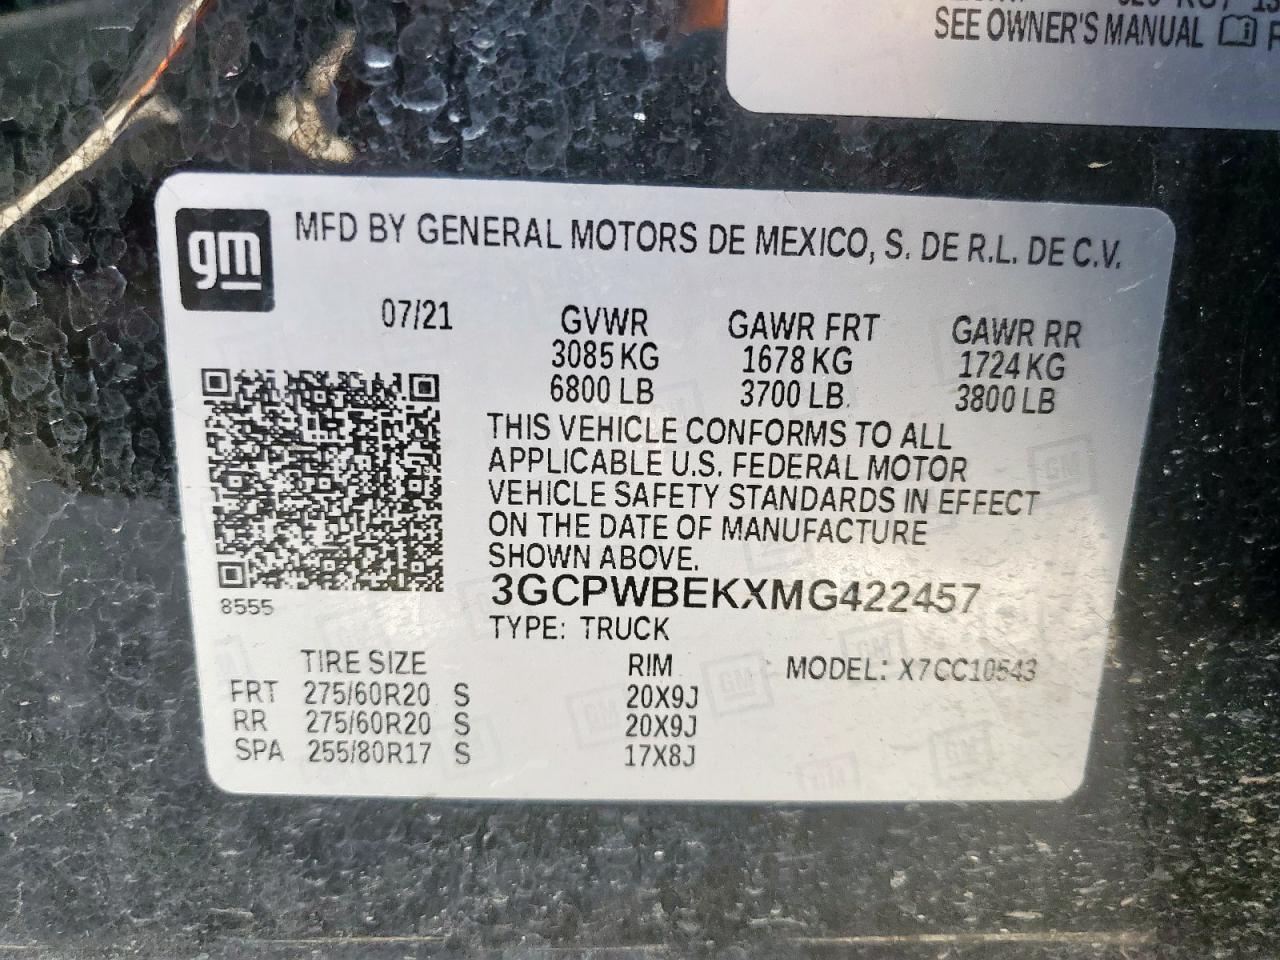 SEE OWNER'S MANUAL
gm
MFD BY GENERAL MOTORS DE MEXICO, S. DE R.L. DE C.V.
07/21 GVWR GAWR FRT GAWR RR
3085 KG 1678 KG 1724 KG
6800 LB 3700 LB. 3800 LB
THIS VEHICLE CONFORMS TO ALL
APPLICABLE U.S. FEDERAL MOTOR
VEHICLE SAFETY STANDARDS IN EFFECT
ON THE DATE OF MANUFACTURE
SHOWN ABOVE.
3GCPWBEKXMG422457
8555
TYPE: TRUCK
TIRE SIZE RIM MODEL: X7CC10543
FRT 275/60R20 S 20X9J
RR 275/60R20 S 20X9J
SPA 255/80R17 S 17X8J